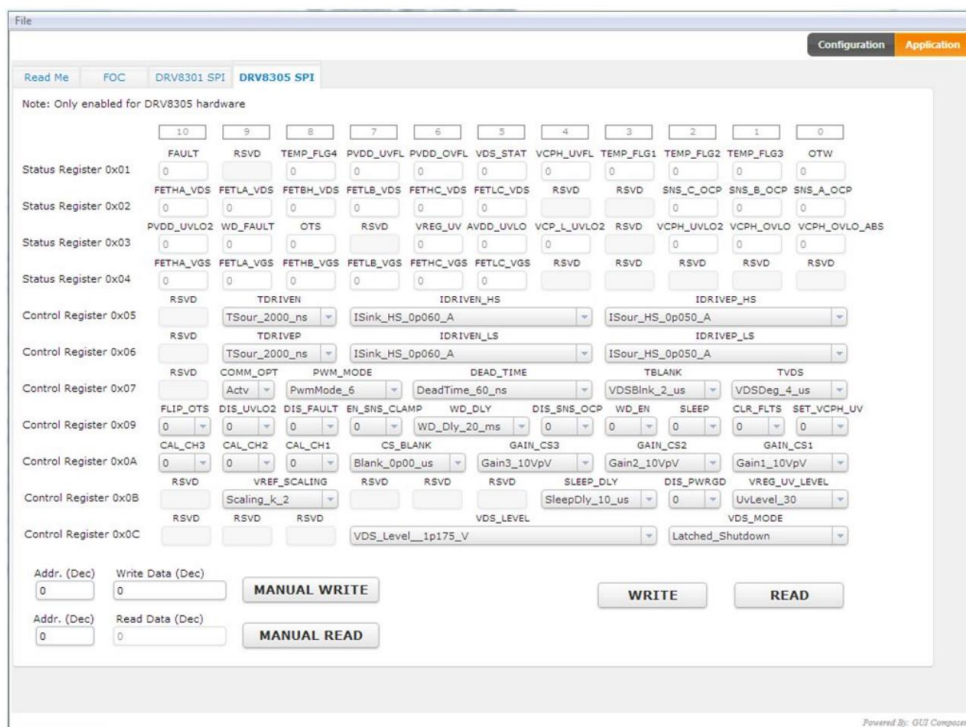 File
Configuration Application
Read Me FOC DRV8301 SPI DRV8305 SPI
Note: Only enabled for DRV8305 hardware
10 9 8 7 6 5 4 3 2 1 0
FAULT RSVD TEMP_FLG4 PVDD_UVFL PVDD_OVFL VDS_STAT VCPH_UVFL TEMP_FLG1 TEMP_FLG2 TEMP_FLG3 OTW
Status Register 0x01 0 0 0 0 0 0 0 0 0 0
FETHA_VDS FETLA_VDS FETBH_VDS FETLB_VDS FETHC_VDS FETLC_VDS RSVD RSVD SNS_C_OCP SNS_B_OCP SNS_A_OCP
Status Register 0x02 0 0 0 0 0 0 0 0 0
PVDD_UVLO2 WD_FAULT OTS RSVD VREG_UV AVDD_UVLO VCP_L_UVLO2 RSVD VCPH_UVLO2 VCPH_OVLO VCPH_OVLO_ABS
Status Register 0x03 0 0 0 0 0 0 0 0 0
FETHA_VGS FETLA_VGS FETHB_VGS FETLB_VGS FETHC_VGS FETLC_VGS RSVD RSVD RSVD RSVD RSVD
Status Register 0x04 0 0 0 0 0 0
RSVD TDRIVEN IDRIVEN_HS IDRIVEP_HS
Control Register 0x05 TSour_2000_ns ISink_HS_0p060_A ISour_HS_0p050_A
RSVD TDRIVEP IDRIVEN_LS IDRIVEP_LS
Control Register 0x06 TSour_2000_ns ISink_HS_0p060_A ISour_HS_0p050_A
RSVD COMM_OPT PWM_MODE DEAD_TIME TBLANK TVDS
Control Register 0x07 Actv PwmMode_6 DeadTime_60_ns VDSBlnk_2_us VDSDeg_4_us
FLIP_OTS DIS_UVLO2 DIS_FAULT EN_SNS_CLAMP WD_DLY DIS_SNS_OCP WD_EN SLEEP CLR_FLTS SET_VCPH_UV
Control Register 0x09 0 0 0 0 WD_Dly_20_ms 0 0 0 0 0
CAL_CH3 CAL_CH2 CAL_CH1 CS_BLANK GAIN_CS3 GAIN_CS2 GAIN_CS1
Control Register 0x0A 0 0 0 Blank_0p00_us Gain3_10VpV Gain2_10VpV Gain1_10VpV
RSVD VREF_SCALING RSVD RSVD RSVD SLEEP_DLY DIS_PWRGD VREG_UV_LEVEL
Control Register 0x0B Scaling_k_2 SleepDly_10_us 0 UvLevel_30
RSVD RSVD RSVD VDS_LEVEL VDS_MODE
Control Register 0x0C VDS_Level__1p175_V Latched_Shutdown
Addr. (Dec) Write Data (Dec)
0 0 MANUAL WRITE WRITE READ
Addr. (Dec) Read Data (Dec)
0 0 MANUAL READ
Powered By: GUI Composer